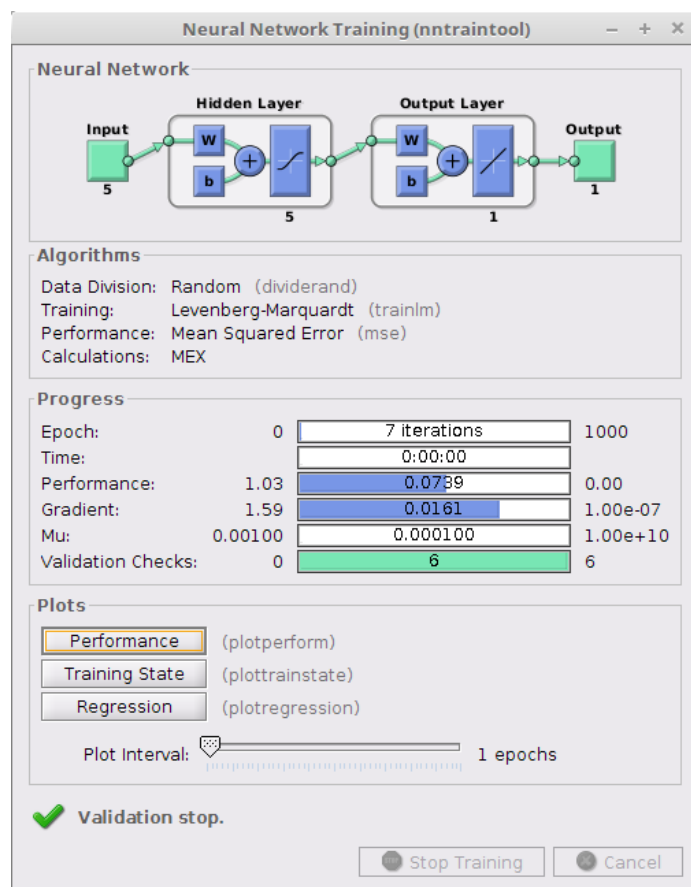 Neural Network Training (nntraintool)
Neural Network
Hidden Layer
Output Layer
Input
Output
W
W
b
b
5
5
1
1
Algorithms
Data Division: Random (dividerand)
Training: Levenberg-Marquardt (trainlm)
Performance: Mean Squared Error (mse)
Calculations: MEX
Progress
Epoch: 0 7 iterations 1000
Time: 0:00:00
Performance: 1.03 0.0739 0.00
Gradient: 1.59 0.0161 1.00e-07
Mu: 0.00100 0.000100 1.00e+10
Validation Checks: 0 6 6
Plots
Performance (plotperform)
Training State (plottrainstate)
Regression (plotregression)
Plot Interval: 1 epochs
Validation stop.
Stop Training Cancel